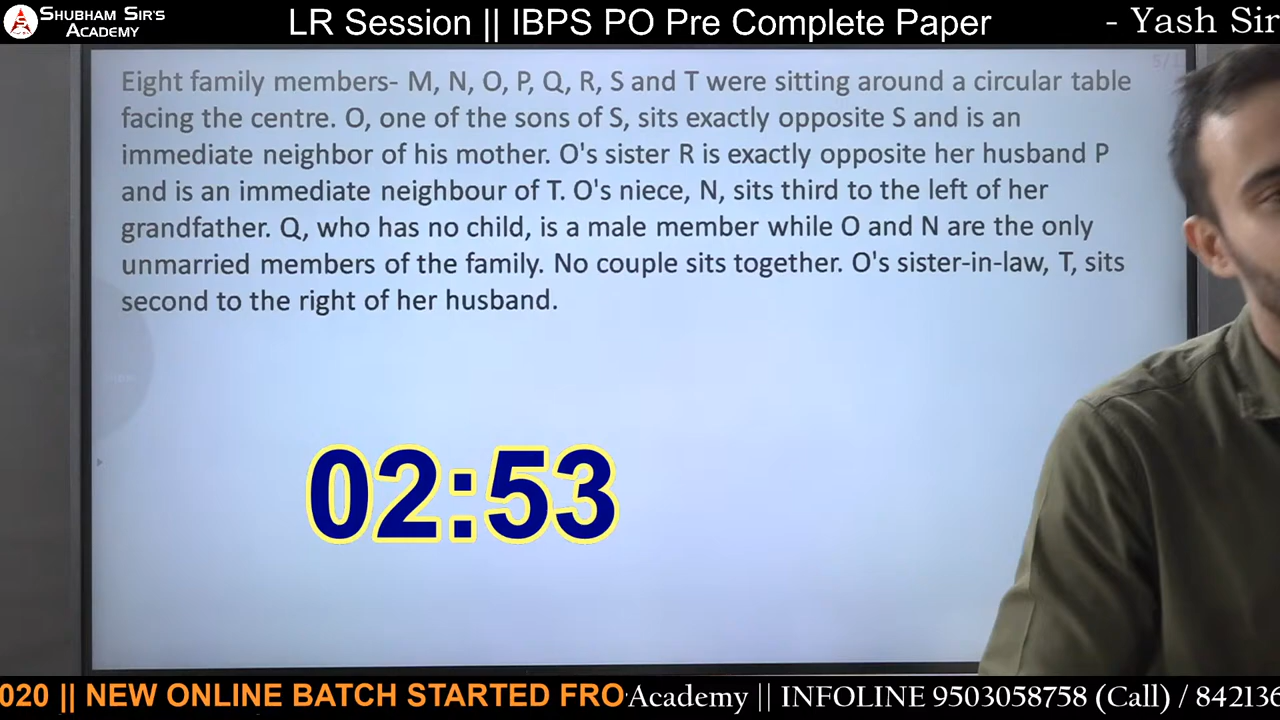 SHUBHAM SIR'S
ACADEMY
LR Session || IBPS PO Pre Complete Paper
- Yash Sir
Eight family members- M, N, O, P, Q, R, S and T were sitting around a circular table
facing the centre. O, one of the sons of S, sits exactly opposite S and is an
immediate neighbor of his mother. O's sister R is exactly opposite her husband P
and is an immediate neighbour of T. O's niece, N, sits third to the left of her
grandfather. Q, who has no child, is a male member while O and N are the only
unmarried members of the family. No couple sits together. O's sister-in-law, T, sits
second to the right of her husband.
02:53
020 || NEW ONLINE BATCH STARTED FRO
Academy || INFOLINE 9503058758 (Call) / 842136